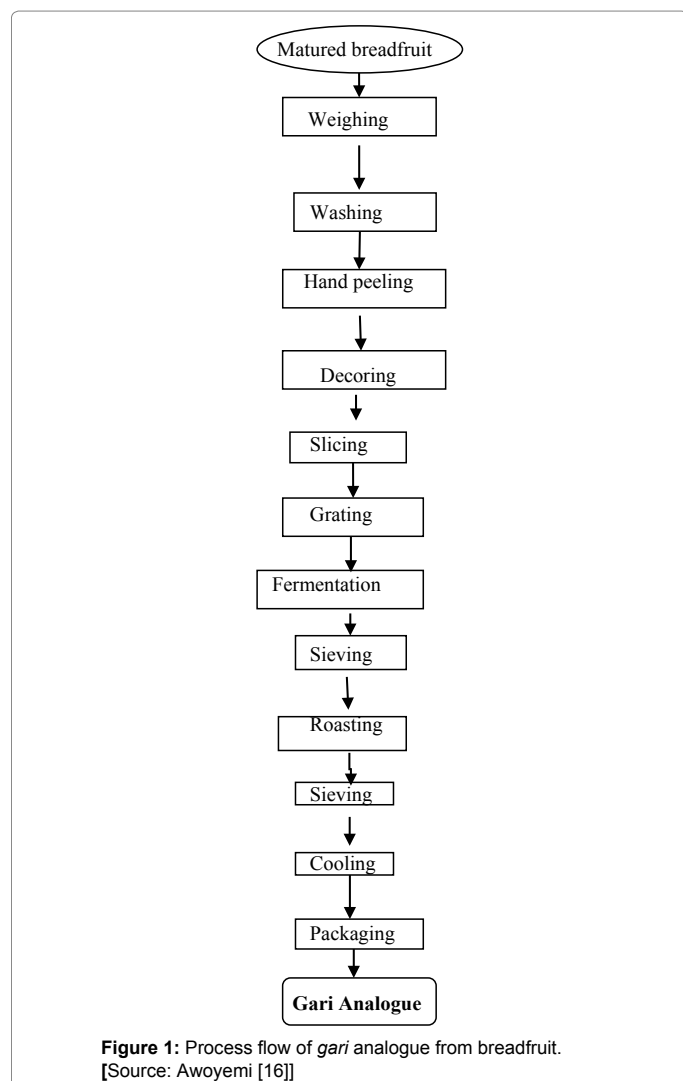 Matured breadfruit
Weighing
Washing
Hand peeling
Decoring
Slicing
Grating
Fermentation
Sieving
Roasting
Sieving
Cooling
Packaging
Gari Analogue
Figure 1: Process flow of gari analogue from breadfruit.
[Source: Awoyemi [16]]